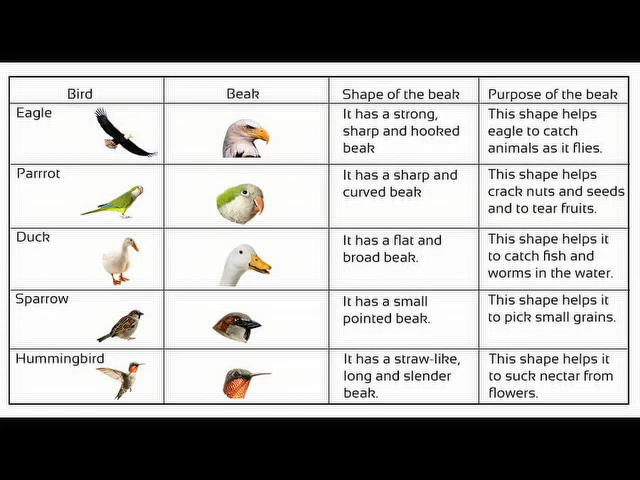 Bird Beak Shape of the beak Purpose of the beak
Eagle
It has a strong,
sharp and hooked
beak
This shape helps
eagle to catch
animals as it flies.
Parrrot
It has a sharp and
curved beak
This shape helps
crack nuts and seeds
and to tear fruits.
Duck
It has a flat and
broad beak.
This shape helps it
to catch fish and
worms in the water.
Sparrow
It has a small
pointed beak.
This shape helps it
to pick small grains.
Hummingbird
It has a straw-like,
long and slender
beak.
This shape helps it
to suck nectar from
flowers.